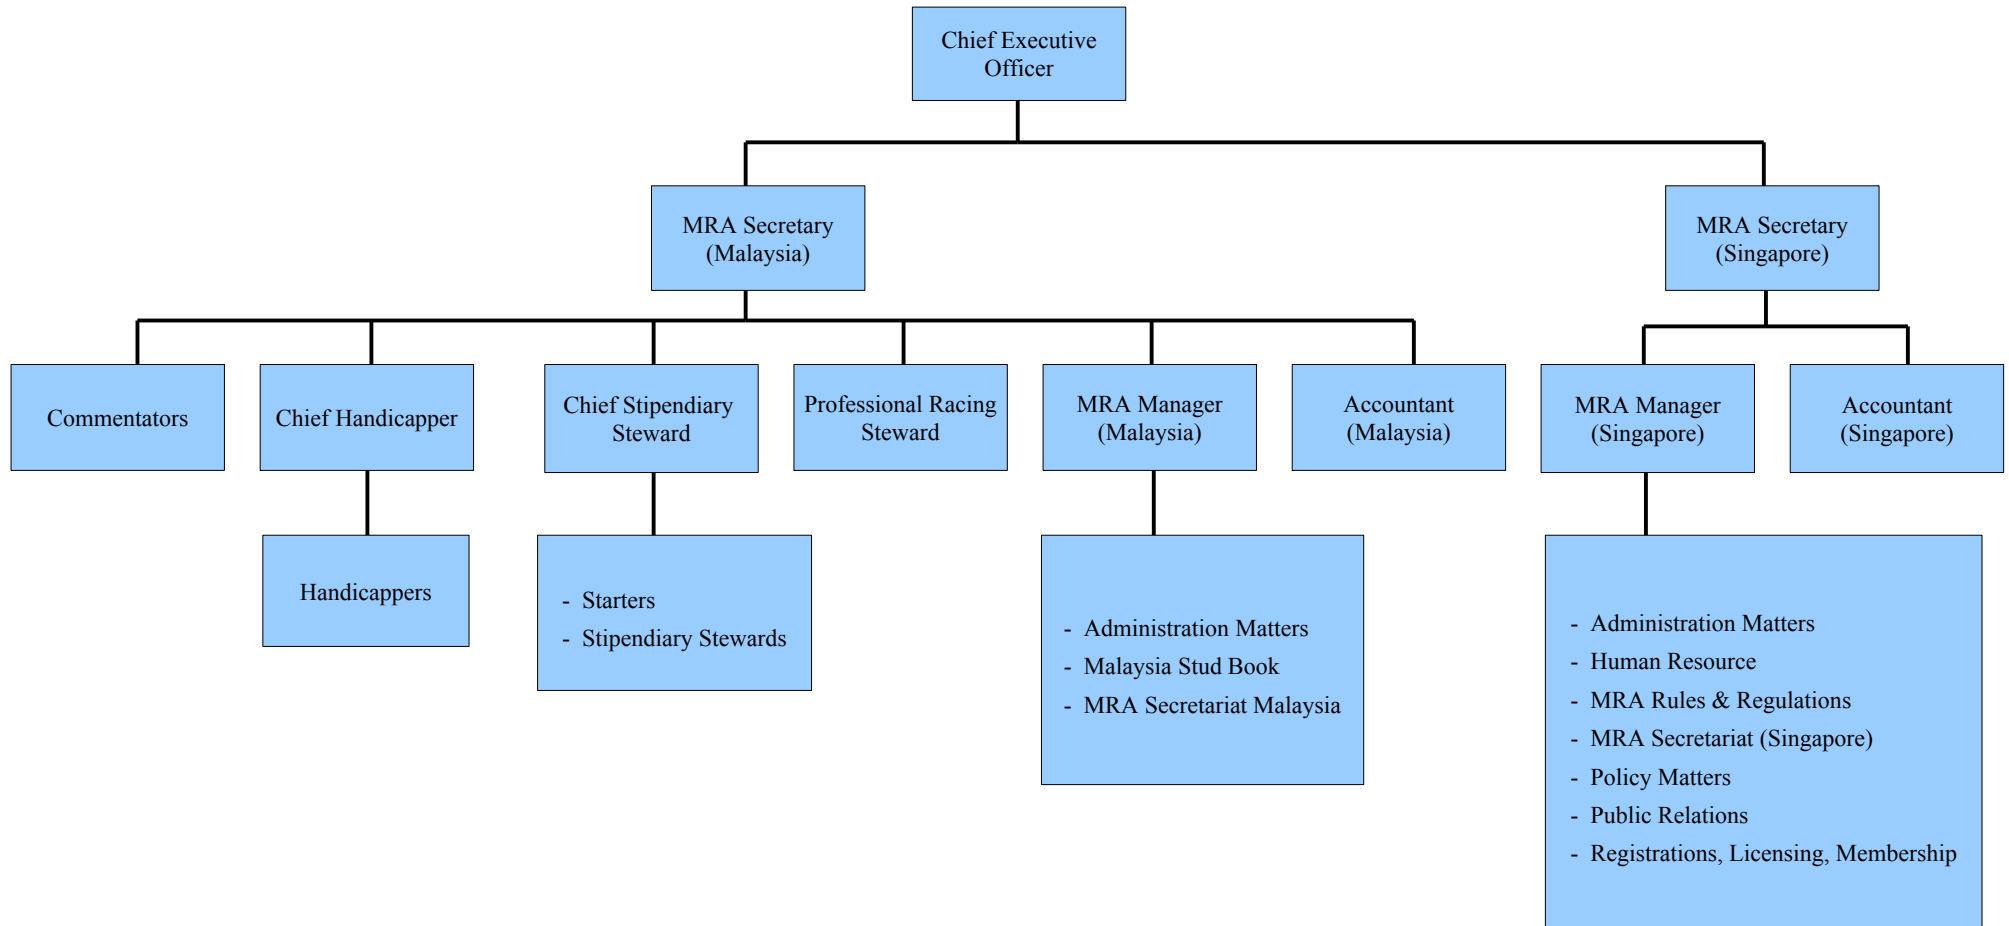 Chief Executive
Officer
MRA Secretary
(Malaysia)
MRA Secretary
(Singapore)
Commentators
Chief Handicapper
Chief Stipendiary
Steward
Professional Racing
Steward
MRA Manager
(Malaysia)
Accountant
(Malaysia)
MRA Manager
(Singapore)
Accountant
(Singapore)
Handicappers
- Starters
- Stipendiary Stewards
- Administration Matters
- Malaysia Stud Book
- MRA Secretariat Malaysia
- Administration Matters
- Human Resource
- MRA Rules & Regulations
- MRA Secretariat (Singapore)
- Policy Matters
- Public Relations
- Registrations, Licensing, Membership